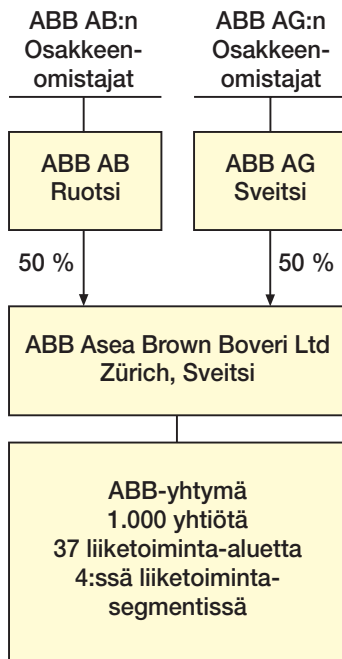 ABB AB:n
Osakkeen-
omistajat
ABB AG:n
Osakkeen-
omistajat
ABB AB
Ruotsi
ABB AG
Sveitsi
50 %
50 %
ABB Asea Brown Boveri Ltd
Zürich, Sveitsi
ABB-yhtymä
1.000 yhtiötä
37 liiketoiminta-aluetta
4:ssä liiketoiminta-
segmentissä